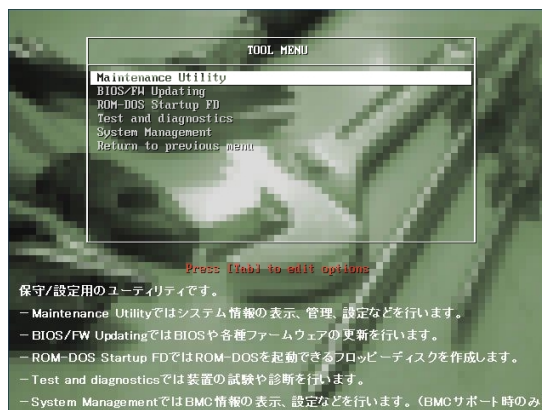 TOOL MENU
Maintenance Utility
BIOS/FW Updating
ROM-DOS Startup FD
Test and diagnostics
System Management
Return to previous menu
Press [Tab] to edit options
保守/設定用のユーティリティです。
－Maintenance Utilityではシステム情報の表示、管理、設定などを行います。
－BIOS/FW UpdatingではBIOSや各種ファームウェアの更新を行います。
－ROM-DOS Startup FDではROM-DOSを起動できるフロッピーディスクを作成します。
－Test and diagnosticsでは装置の試験や診断を行います。
－System ManagementではBMC情報の表示、設定などを行います。(BMCサポート時のみ